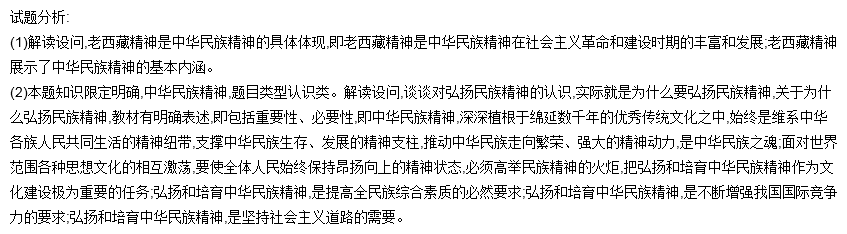 试题分析:
(1)解读设问,老西藏精神是中华民族精神的具体体现,即老西藏精神是中华民族精神在社会主义革命和建设时期的丰富和发展;老西藏精神
展示了中华民族精神的基本内涵。
(2)本题知识限定明确,中华民族精神,题目类型认识类。解读设问,谈谈对弘扬民族精神的认识,实际就是为什么要弘扬民族精神,关于为什
么弘扬民族精神,教材有明确表述,即包括重要性、必要性,即中华民族精神,深深植根于绵延数千年的优秀传统文化之中,始终是维系中华
各族人民共同生活的精神纽带,支撑中华民族生存、发展的精神支柱,推动中华民族走向繁荣、强大的精神动力,是中华民族之魂;面对世界
范围各种思想文化的相互激荡,要使全体人民始终保持昂扬向上的精神状态,必须高举民族精神的火炬,把弘扬和培育中华民族精神作为文
化建设极为重要的任务;弘扬和培育中华民族精神,是提高全民族综合素质的必然要求;弘扬和培育中华民族精神,是不断增强我国国际竞争
力的要求;弘扬和培育中华民族精神,是坚持社会主义道路的需要。